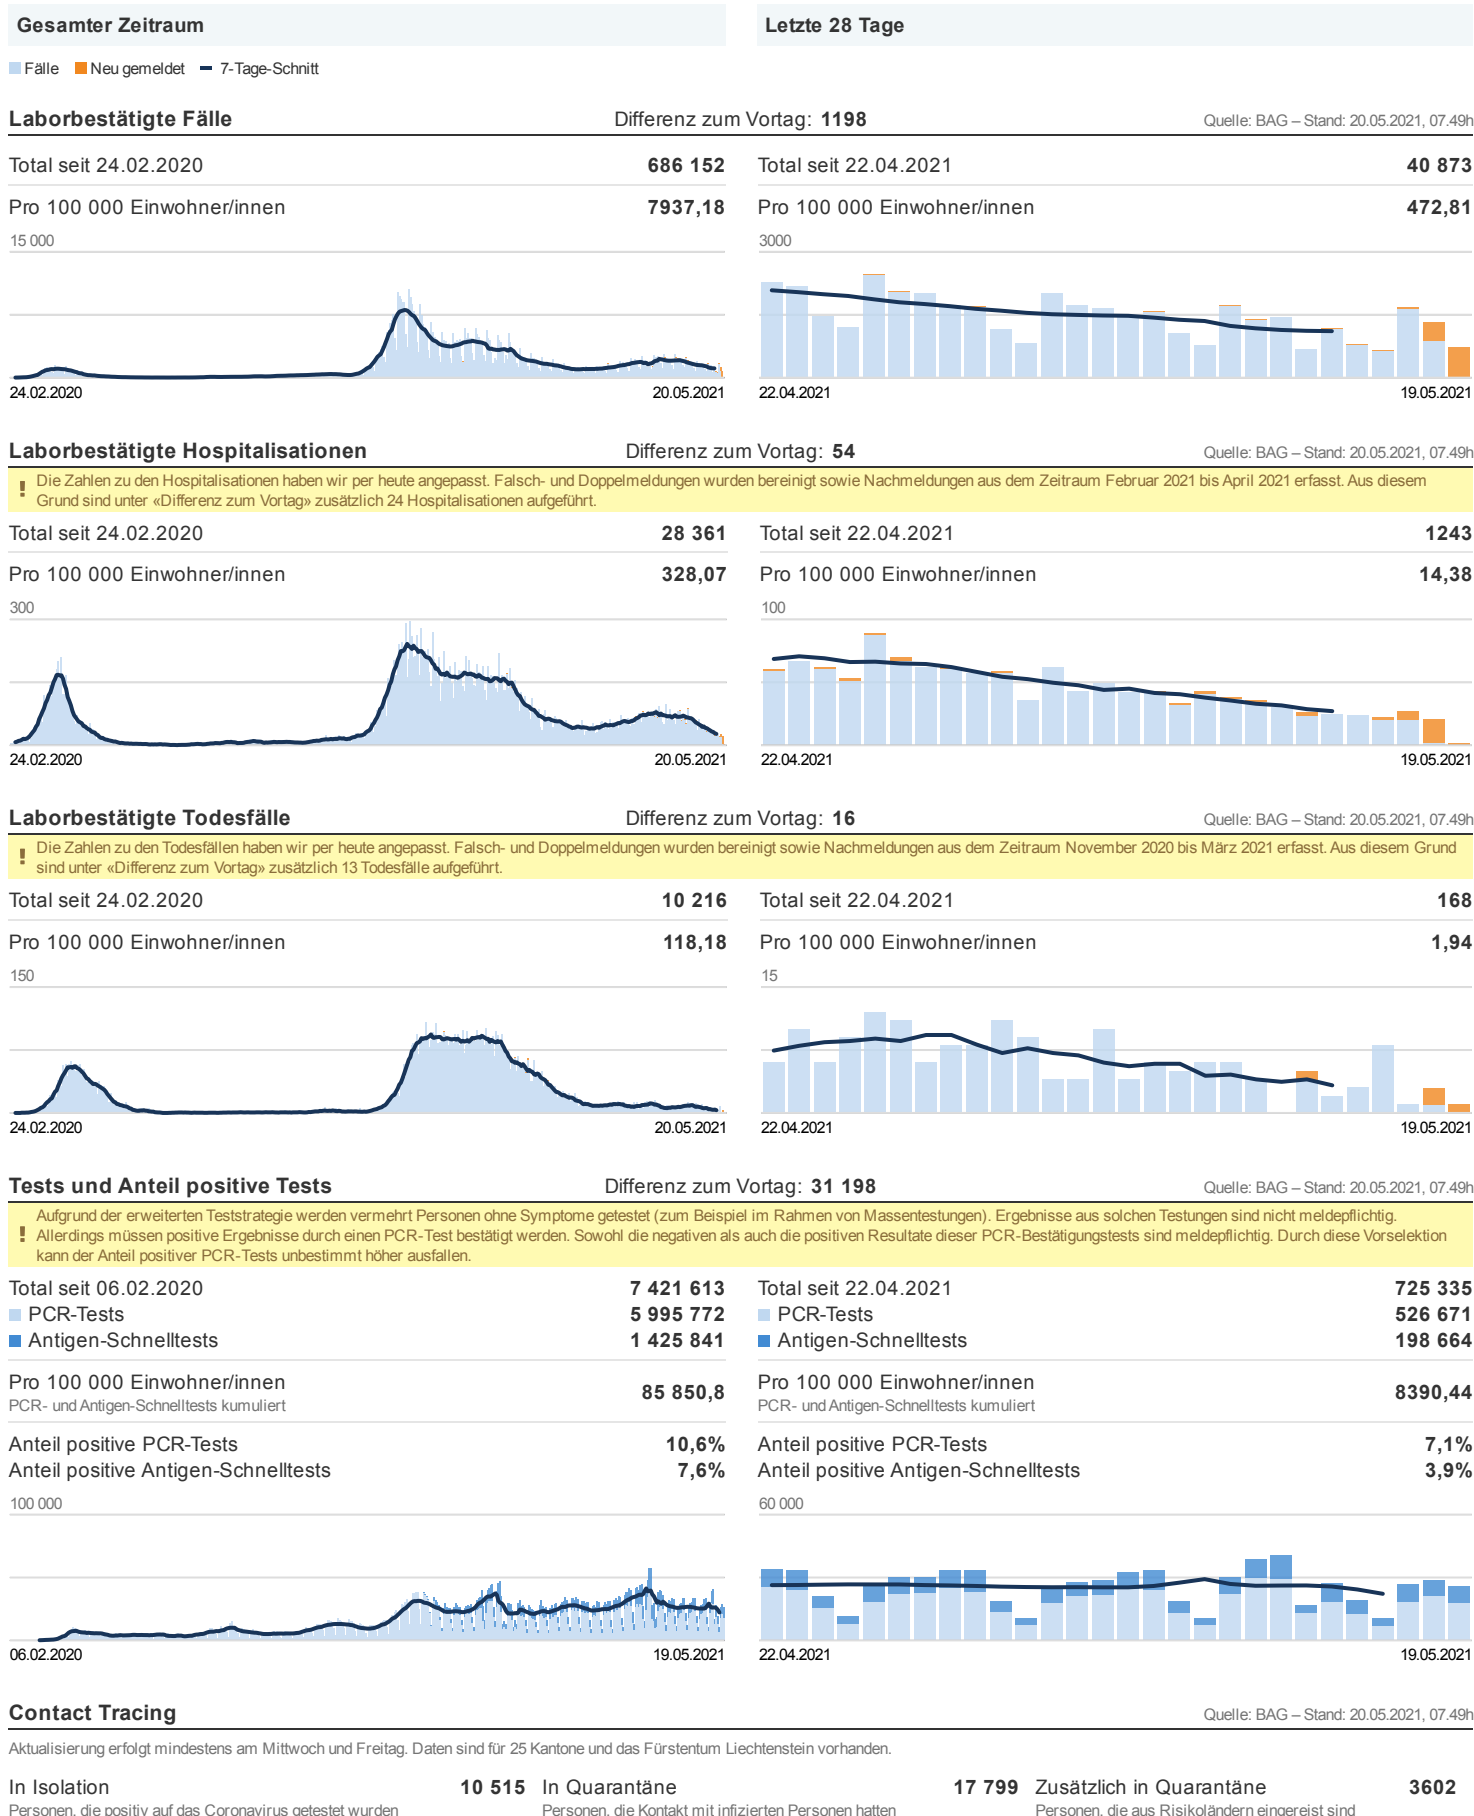 Gesamter Zeitraum
Letzte 28 Tage
Fälle Neu gemeldet 7-Tage-Schnitt
Laborbestätigte Fälle Differenz zum Vortag: 1198 Quelle: BAG – Stand: 20.05.2021, 07.49h
Total seit 24.02.2020 686 152
Total seit 22.04.2021 40 873
Pro 100 000 Einwohner/innen 7937,18
Pro 100 000 Einwohner/innen 472,81
15 000
3000
24.02.2020 20.05.2021
22.04.2021 19.05.2021
Laborbestätigte Hospitalisationen Differenz zum Vortag: 54 Quelle: BAG – Stand: 20.05.2021, 07.49h
! Die Zahlen zu den Hospitalisationen haben wir per heute angepasst. Falsch- und Doppelmeldungen wurden bereinigt sowie Nachmeldungen aus dem Zeitraum Februar 2021 bis April 2021 erfasst. Aus diesem
Grund sind unter «Differenz zum Vortag» zusätzlich 24 Hospitalisationen aufgeführt.
Total seit 24.02.2020 28 361
Total seit 22.04.2021 1243
Pro 100 000 Einwohner/innen 328,07
Pro 100 000 Einwohner/innen 14,38
300
100
24.02.2020 20.05.2021
22.04.2021 19.05.2021
Laborbestätigte Todesfälle Differenz zum Vortag: 16 Quelle: BAG – Stand: 20.05.2021, 07.49h
! Die Zahlen zu den Todesfällen haben wir per heute angepasst. Falsch- und Doppelmeldungen wurden bereinigt sowie Nachmeldungen aus dem Zeitraum November 2020 bis März 2021 erfasst. Aus diesem Grund
sind unter «Differenz zum Vortag» zusätzlich 13 Todesfälle aufgeführt.
Total seit 24.02.2020 10 216
Total seit 22.04.2021 168
Pro 100 000 Einwohner/innen 118,18
Pro 100 000 Einwohner/innen 1,94
150
15
24.02.2020 20.05.2021
22.04.2021 19.05.2021
Tests und Anteil positive Tests Differenz zum Vortag: 31 198 Quelle: BAG – Stand: 20.05.2021, 07.49h
Aufgrund der erweiterten Teststrategie werden vermehrt Personen ohne Symptome getestet (zum Beispiel im Rahmen von Massentestungen). Ergebnisse aus solchen Testungen sind nicht meldepflichtig.
! Allerdings müssen positive Ergebnisse durch einen PCR-Test bestätigt werden. Sowohl die negativen als auch die positiven Resultate dieser PCR-Bestätigungstests sind meldepflichtig. Durch diese Vorselektion
kann der Anteil positiver PCR-Tests unbestimmt höher ausfallen.
Total seit 06.02.2020 7 421 613
PCR-Tests 5 995 772
Antigen-Schnelltests 1 425 841
Total seit 22.04.2021 725 335
PCR-Tests 526 671
Antigen-Schnelltests 198 664
Pro 100 000 Einwohner/innen 85 850,8
PCR- und Antigen-Schnelltests kumuliert
Pro 100 000 Einwohner/innen 8390,44
PCR- und Antigen-Schnelltests kumuliert
Anteil positive PCR-Tests 10,6%
Anteil positive Antigen-Schnelltests 7,6%
Anteil positive PCR-Tests 7,1%
Anteil positive Antigen-Schnelltests 3,9%
100 000
60 000
06.02.2020 19.05.2021
22.04.2021 19.05.2021
Contact Tracing Quelle: BAG – Stand: 20.05.2021, 07.49h
Aktualisierung erfolgt mindestens am Mittwoch und Freitag. Daten sind für 25 Kantone und das Fürstentum Liechtenstein vorhanden.
In Isolation 10 515 In Quarantäne 17 799 Zusätzlich in Quarantäne 3602
Personen, die positiv auf das Coronavirus getestet wurden Personen, die Kontakt mit infizierten Personen hatten Personen, die aus Risikoländern eingereist sind